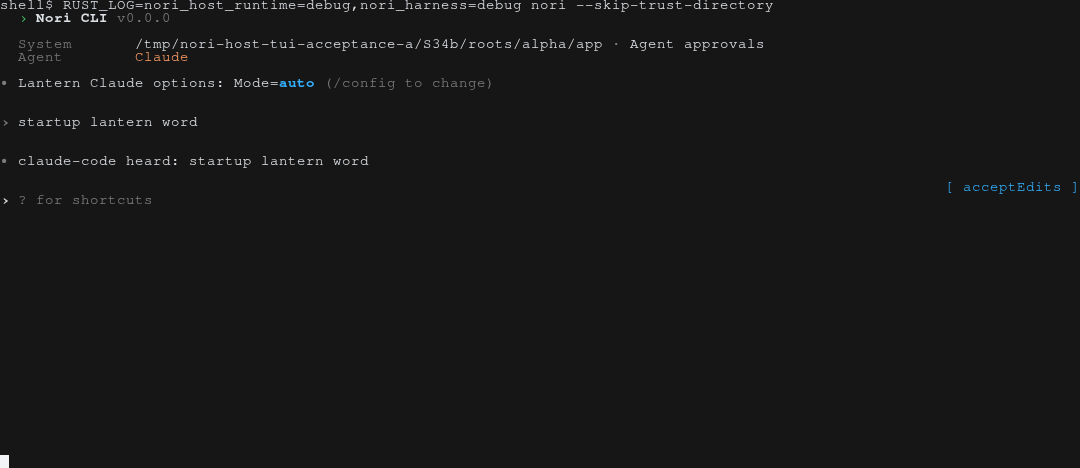 shell$ RUST_LOG=nori_host_runtime=debug,nori_harness=debug nori --skip-trust-directory
› Nori CLI v0.0.0
System /tmp/nori-host-tui-acceptance-a/S34b/roots/alpha/app · Agent approvals
Agent Claude
• Lantern Claude options: Mode=auto (/config to change)
› startup lantern word
• claude-code heard: startup lantern word
[ acceptEdits ]
› ? for shortcuts